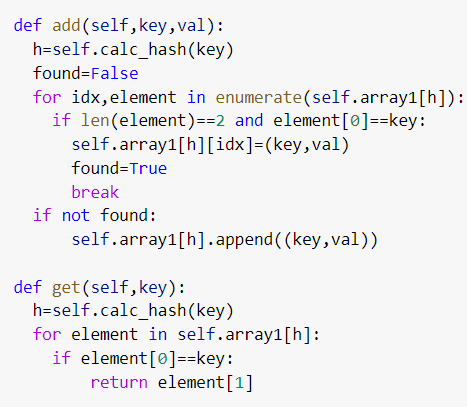 def add(self,key,val):
  h=self.calc_hash(key)
  found=False
  for idx,element in enumerate(self.array1[h]):
    if len(element)==2 and element[0]==key:
      self.array1[h][idx]=(key,val)
      found=True
      break
  if not found:
      self.array1[h].append((key,val))

def get(self,key):
  h=self.calc_hash(key)
  for element in self.array1[h]:
    if element[0]==key:
        return element[1]